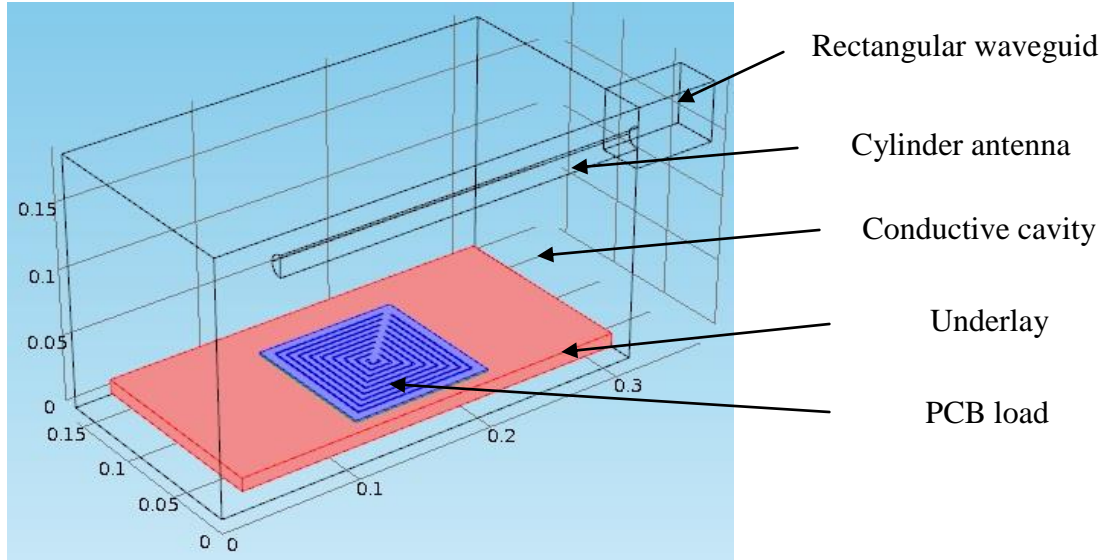 Rectangular waveguid
Cylinder antenna
Conductive cavity
Underlay
PCB load
0.15
0.1
0.05
0
0.15
0.1
0.05
0
0
0.1
0.2
0.3